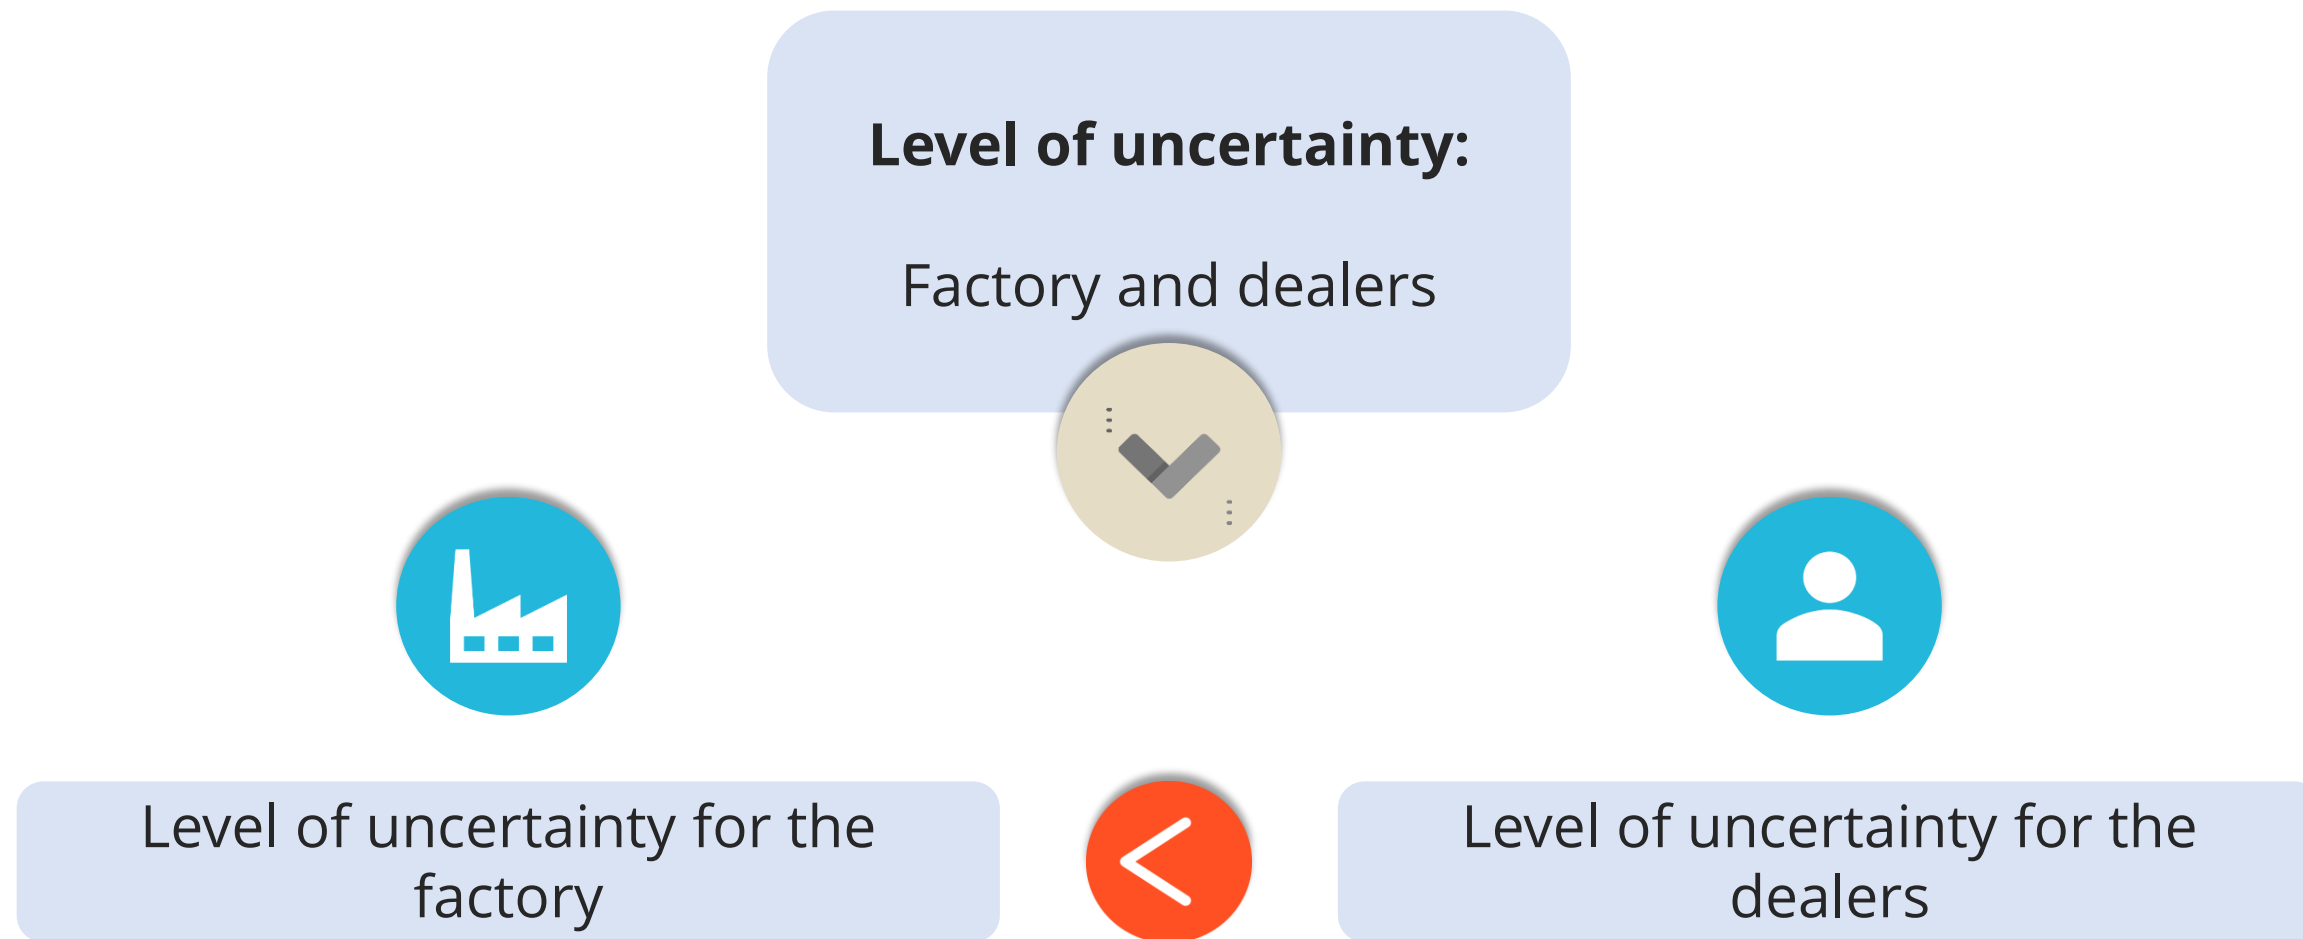 Level of uncertainty:
Factory and dealers
Level of uncertainty for the
factory
<
Level of uncertainty for the
dealers